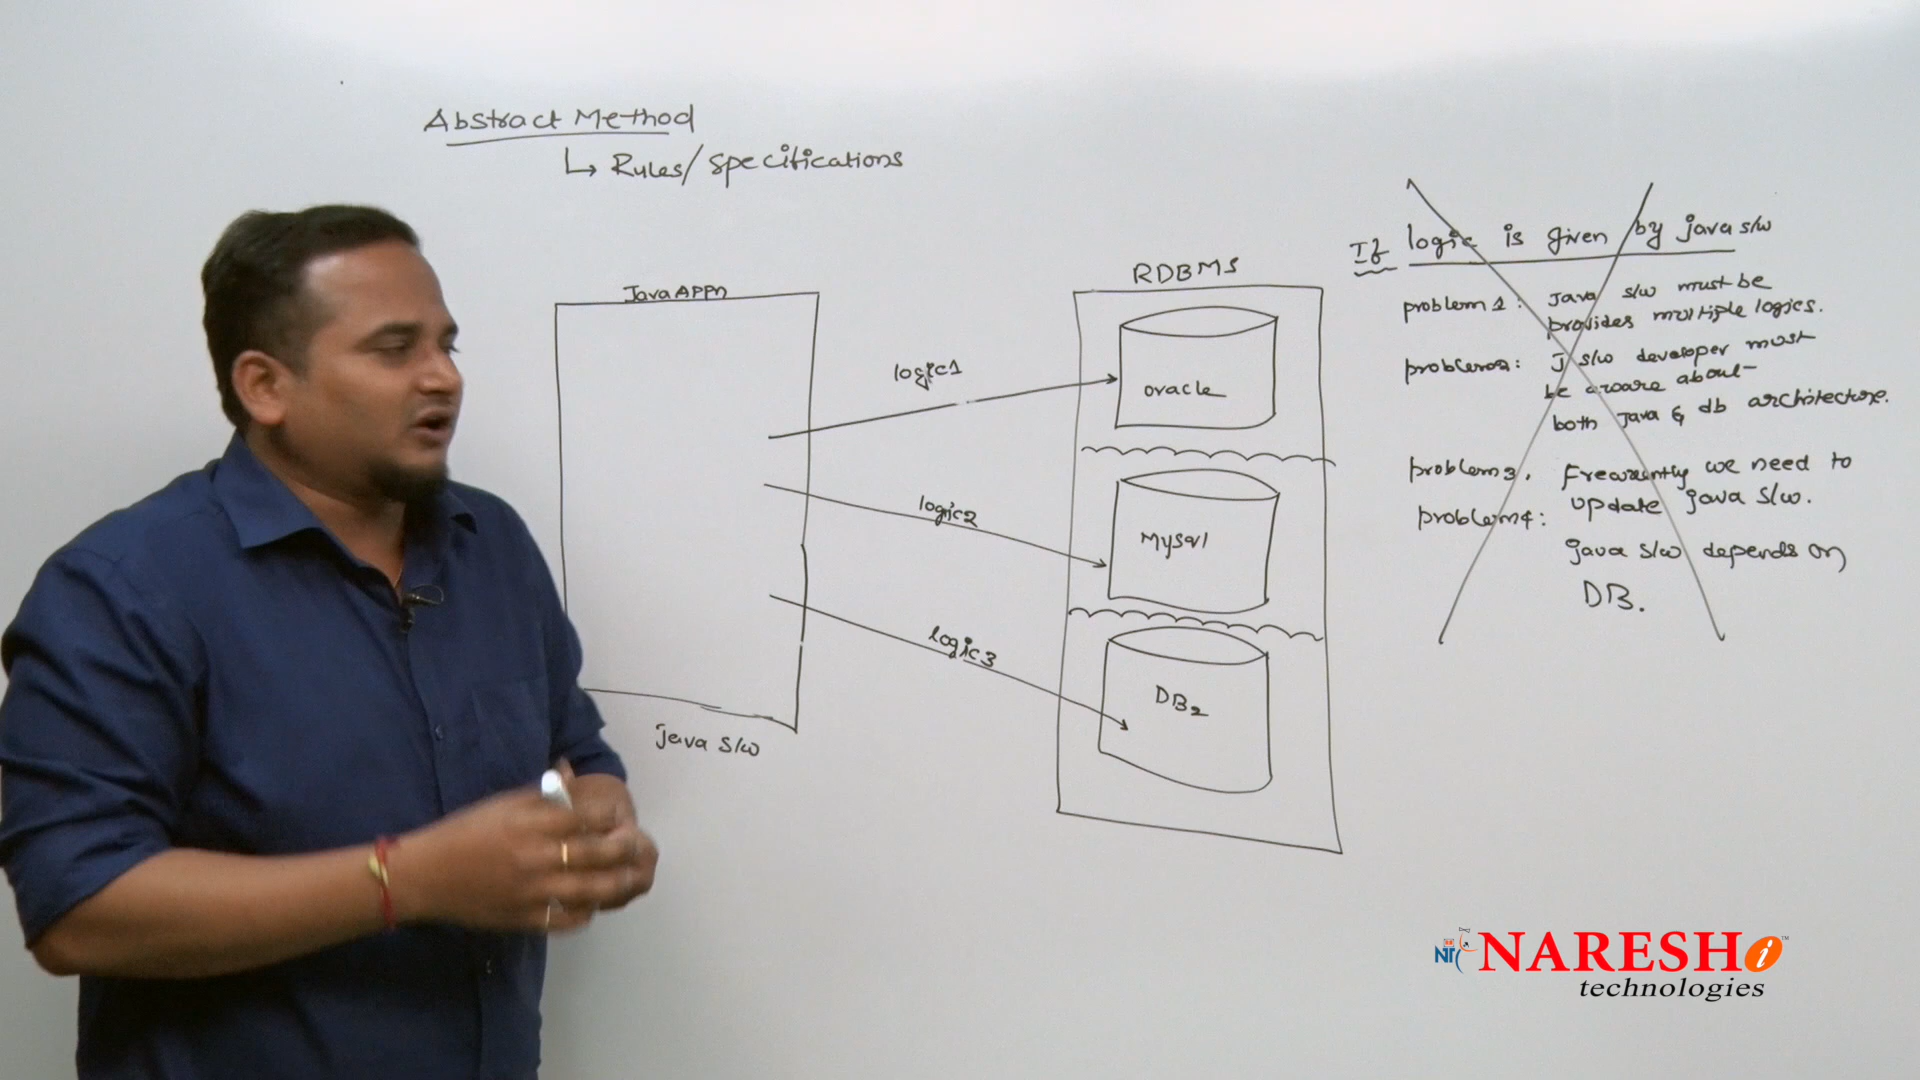 Abstract Method
↳ Rules/specifications
Java APPn
logic1
logic2
logic3
Java s/w
RDBMS
oracle
Mysql
DB2
If logic is given by java s/w
problem1: Java s/w must be
provides multiple logics.
problem2: J s/w developer must
be aware about
both java & db architecture.
problem3. Frequently we need to
update java s/w.
problem4:
java s/w depends on
DB.
NT NARESH i ™
technologies